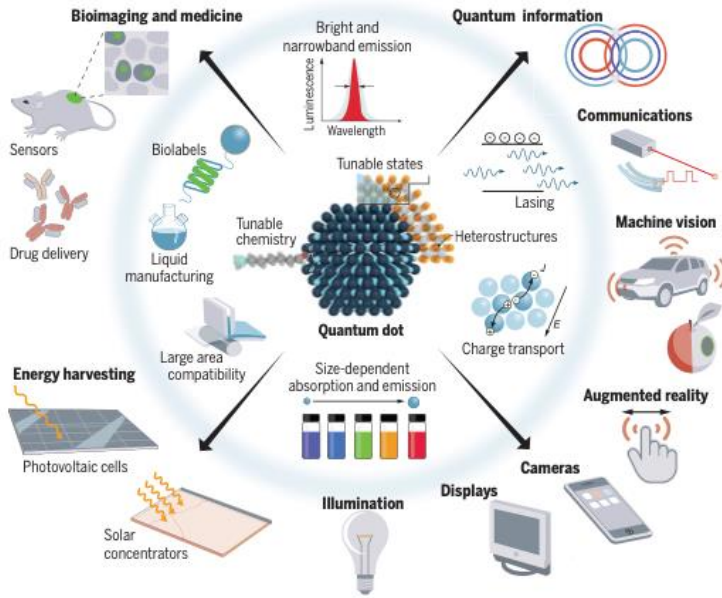 Bioimaging and medicine
Sensors
Drug delivery
Bright and
narrowband emission
Luminescence
Wavelength
Quantum information
Communications
Biolabels
Liquid
manufacturing
Tunable states
Tunable
chemistry
Heterostructures
Quantum dot
Lasing
Machine vision
Large area
compatibility
J
E
Charge transport
Size-dependent
absorption and emission
Energy harvesting
Photovoltaic cells
Solar
concentrators
Illumination
Displays
Cameras
Augmented reality